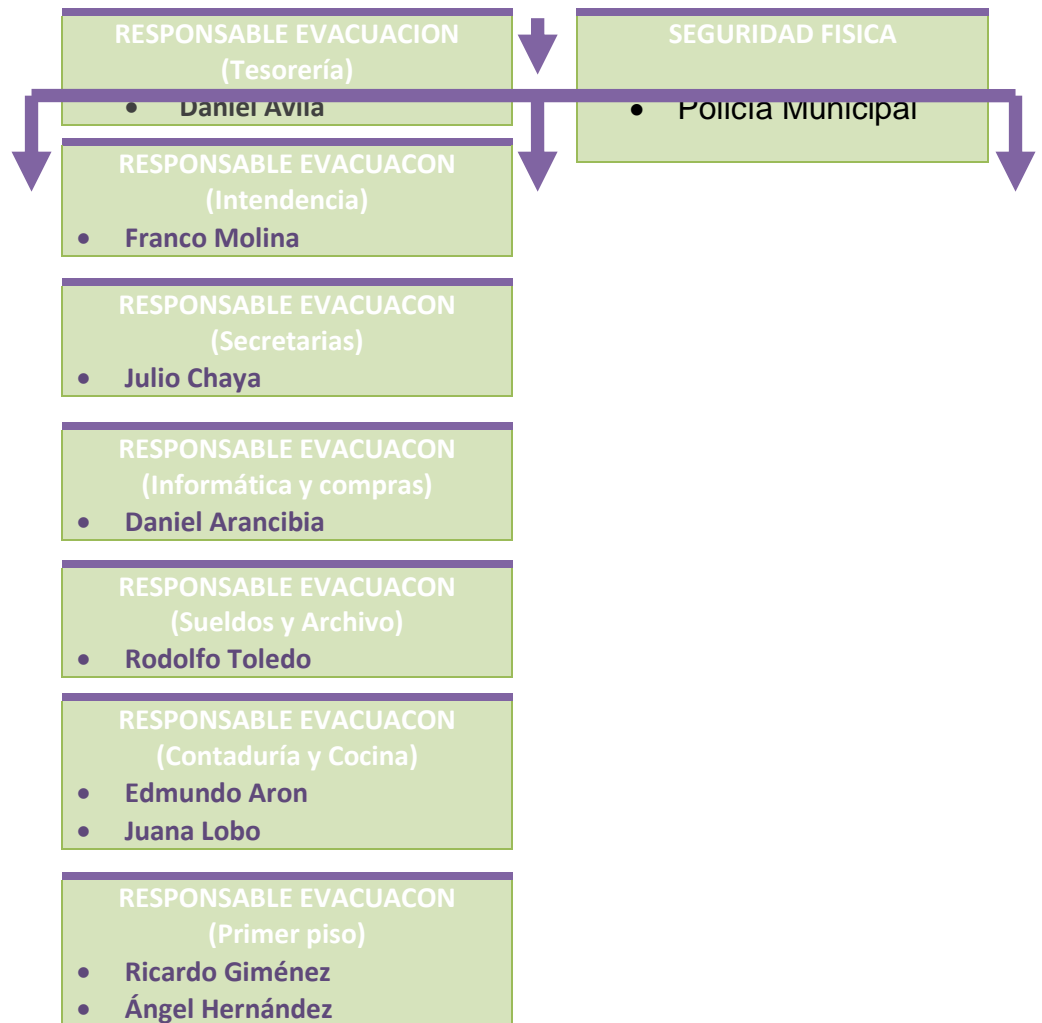 RESPONSABLE EVACUACION
(Tesorería)
• Daniel Avila
SEGURIDAD FISICA
• Policía Municipal
RESPONSABLE EVACUACON
(Intendencia)
• Franco Molina
RESPONSABLE EVACUACON
(Secretarias)
• Julio Chaya
RESPONSABLE EVACUACON
(Informática y compras)
• Daniel Arancibia
RESPONSABLE EVACUACON
(Sueldos y Archivo)
• Rodolfo Toledo
RESPONSABLE EVACUACON
(Contaduría y Cocina)
• Edmundo Aron
• Juana Lobo
RESPONSABLE EVACUACON
(Primer piso)
• Ricardo Giménez
• Ángel Hernández